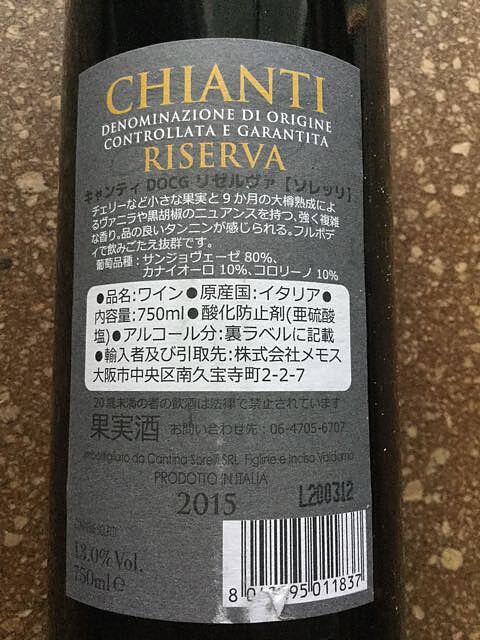 CHIANTI
DENOMINAZIONE DI ORIGINE
CONTROLLATA E GARANTITA
RISERVA
キャンティ DOCG リゼルヴァ【ソレッリ】
チェリーなど小さな果実と9か月の大樽熟成によ
るヴァニラや黒胡椒のニュアンスを持つ、強く複雑
な香り。品の良いタンニンが感じられる。フルボデ
ィで飲みごたえ抜群です。
葡萄品種:サンジョヴェーゼ 80%、
カナイオーロ 10%、コロリーノ 10%
●品名:ワイン●原産国:イタリア●
内容量:750ml●酸化防止剤(亜硫酸
塩)●アルコール分:裏ラベルに記載
●輸入者及び引取先:株式会社メモス
大阪市中央区南久宝寺町2-2-7
20歳未満の者の飲酒は法律で禁止されています
果実酒 お問い合わせ先:06-4705-6707
Imbottigliato da Cantina Sorelli SRL Figline e Incisa Valdarno
PRODOTTO IN ITALIA
2015
L200312
13.0%Vol.
750ml e
95011837